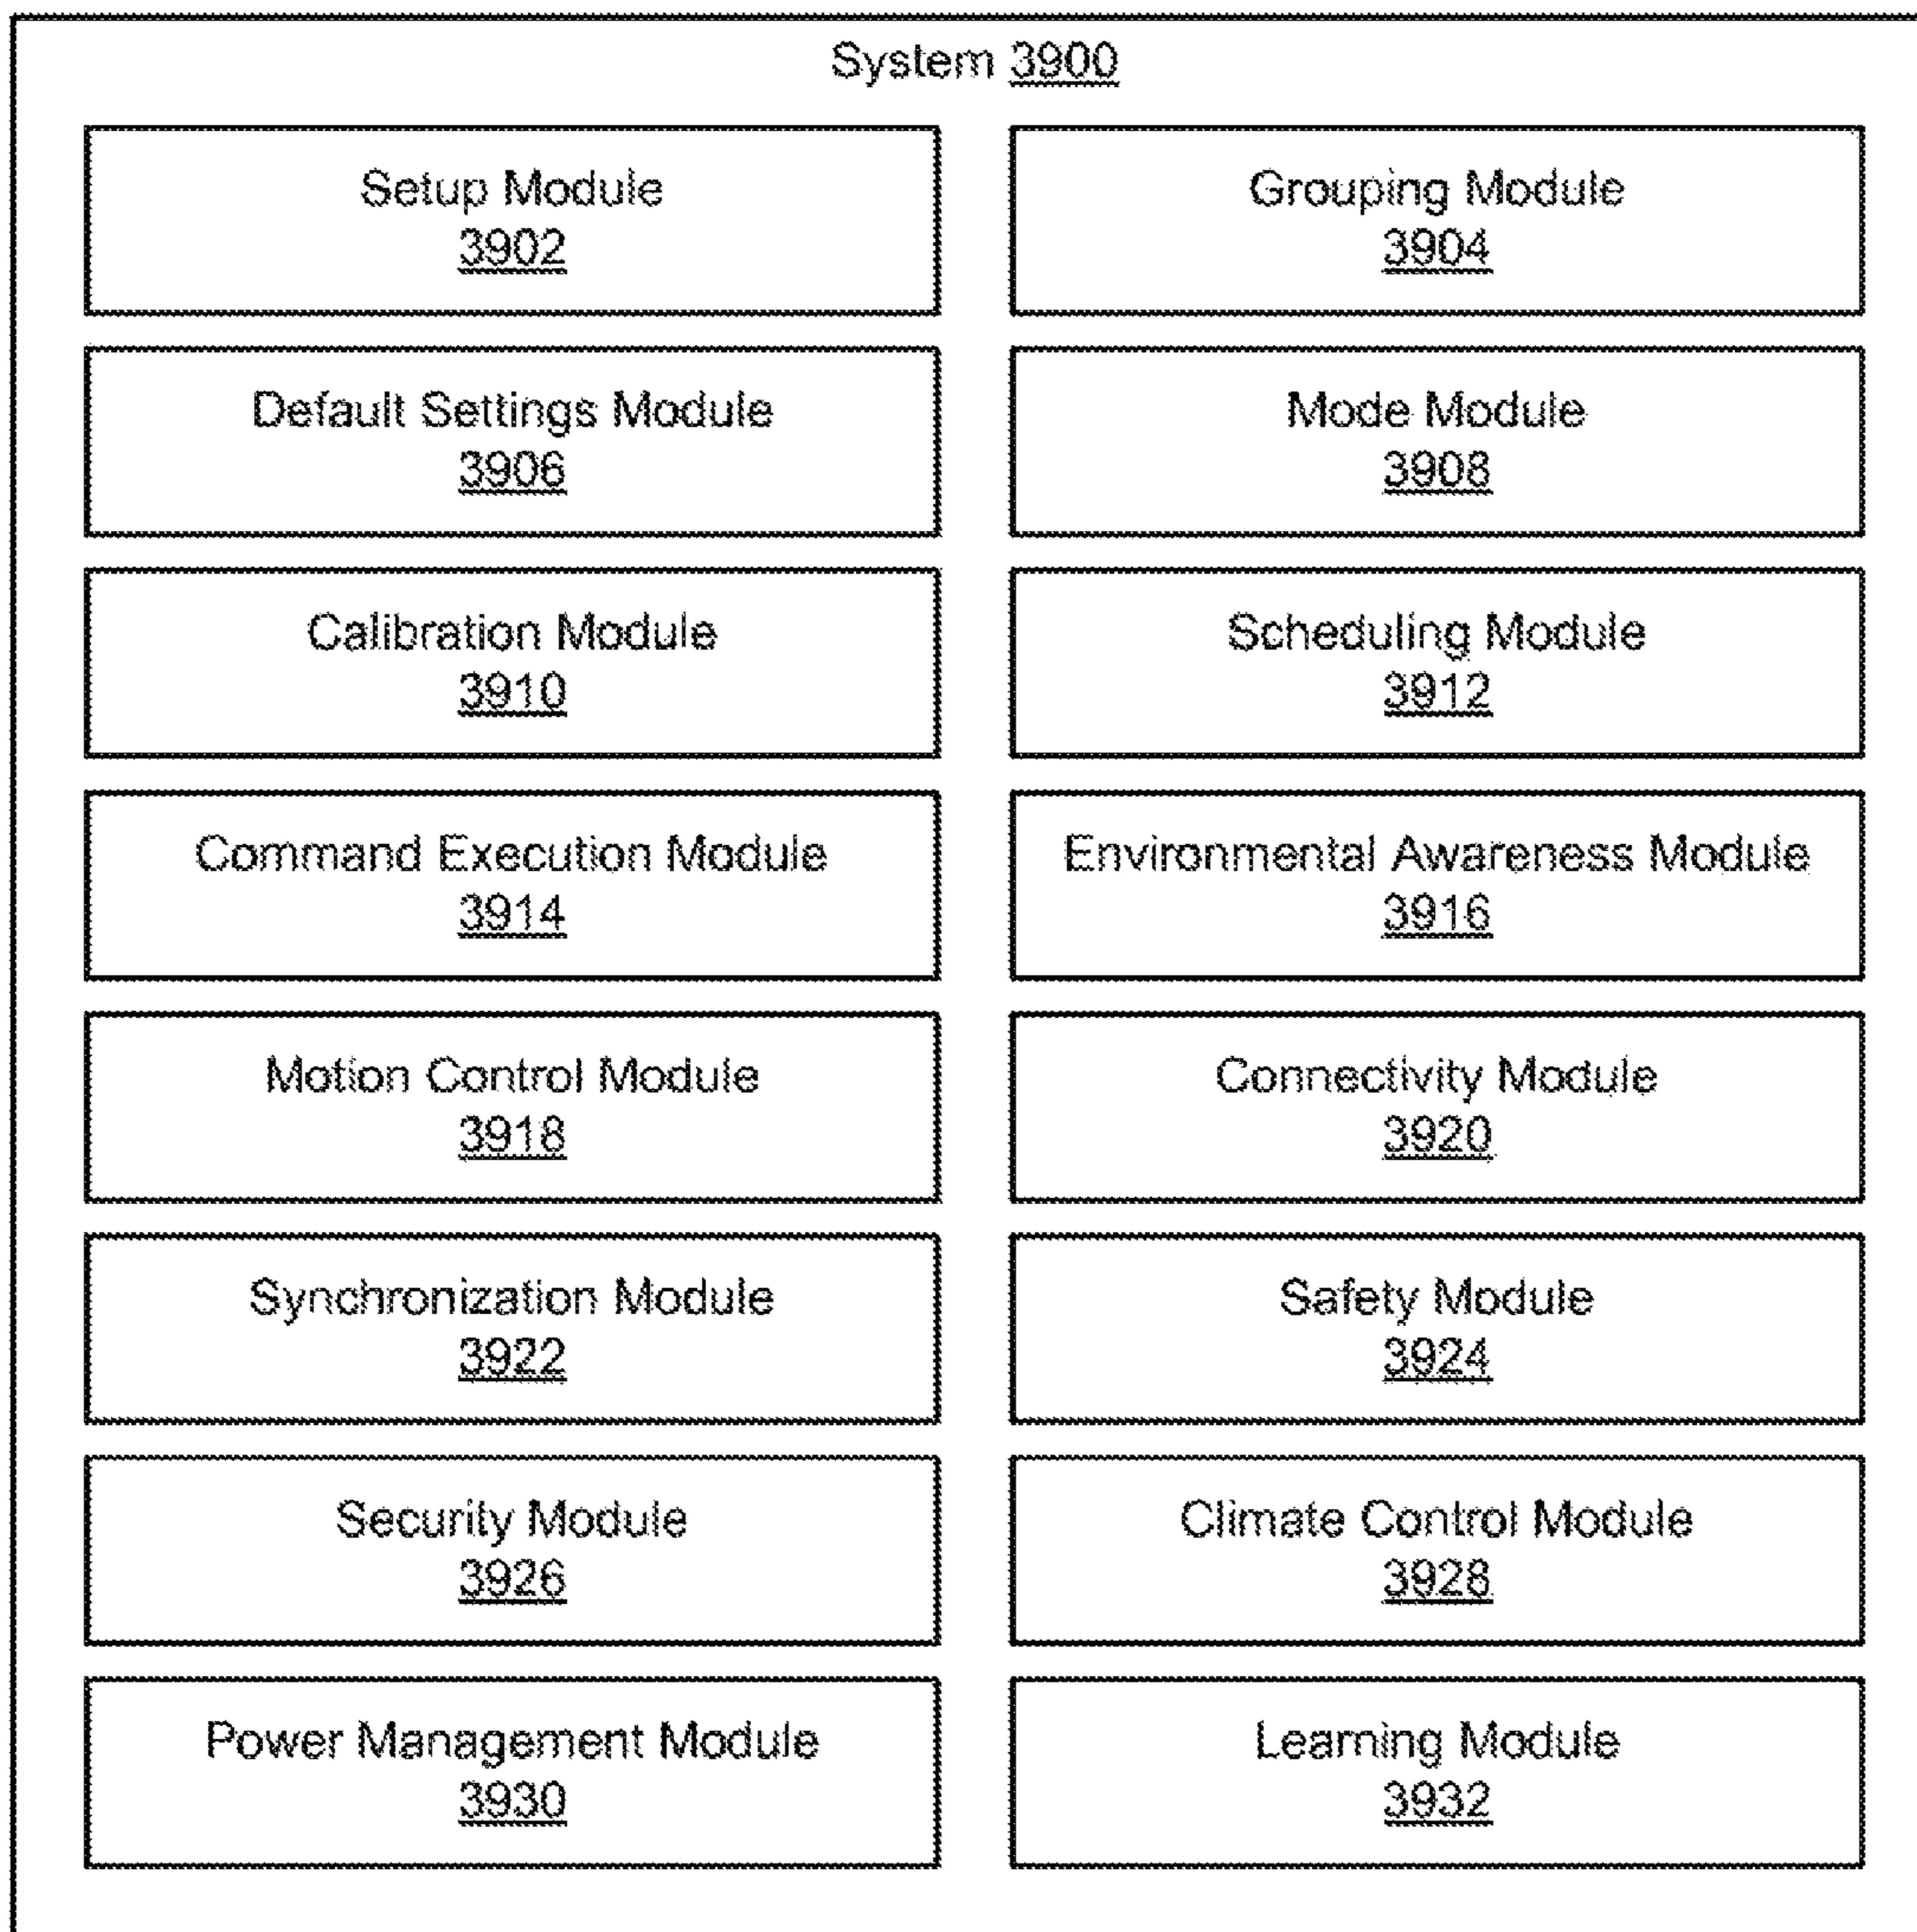 System 3900
Setup Module
3902
Grouping Module
3904
Default Settings Module
3906
Mode Module
3908
Calibration Module
3910
Scheduling Module
3912
Command Execution Module
3914
Environmental Awareness Module
3916
Motion Control Module
3918
Connectivity Module
3920
Synchronization Module
3922
Safety Module
3924
Security Module
3926
Climate Control Module
3928
Power Management Module
3930
Learning Module
3932